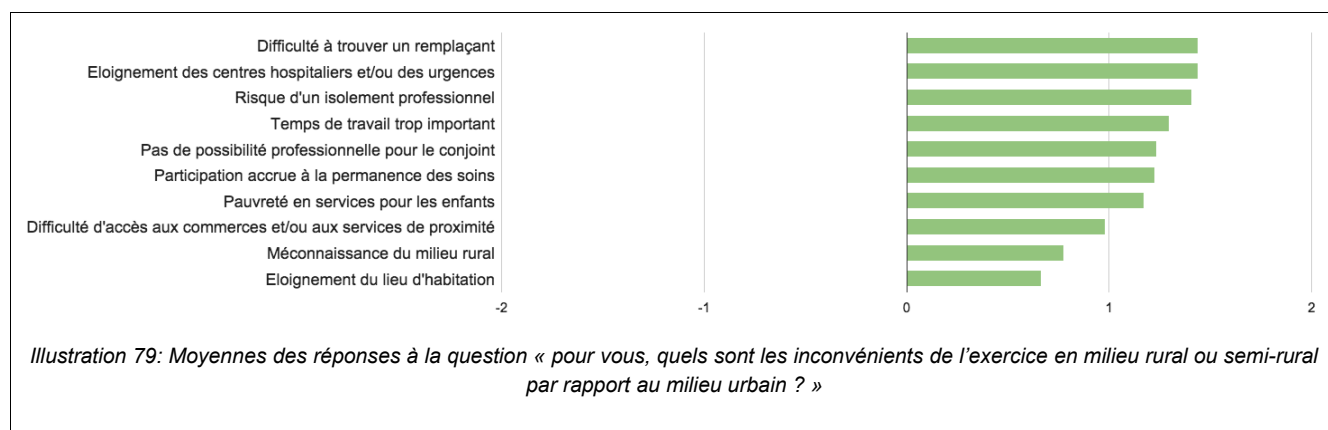 Difficulté à trouver un remplaçant
Eloignement des centres hospitaliers et/ou des urgences
Risque d'un isolement professionnel
Temps de travail trop important
Pas de possibilité professionnelle pour le conjoint
Participation accrue à la permanence des soins
Pauvreté en services pour les enfants
Difficulté d'accès aux commerces et/ou aux services de proximité
Méconnaissance du milieu rural
Eloignement du lieu d'habitation
-2 -1 0 1 2
Illustration 79: Moyennes des réponses à la question « pour vous, quels sont les inconvénients de l’exercice en milieu rural ou semi-rural
par rapport au milieu urbain ? »